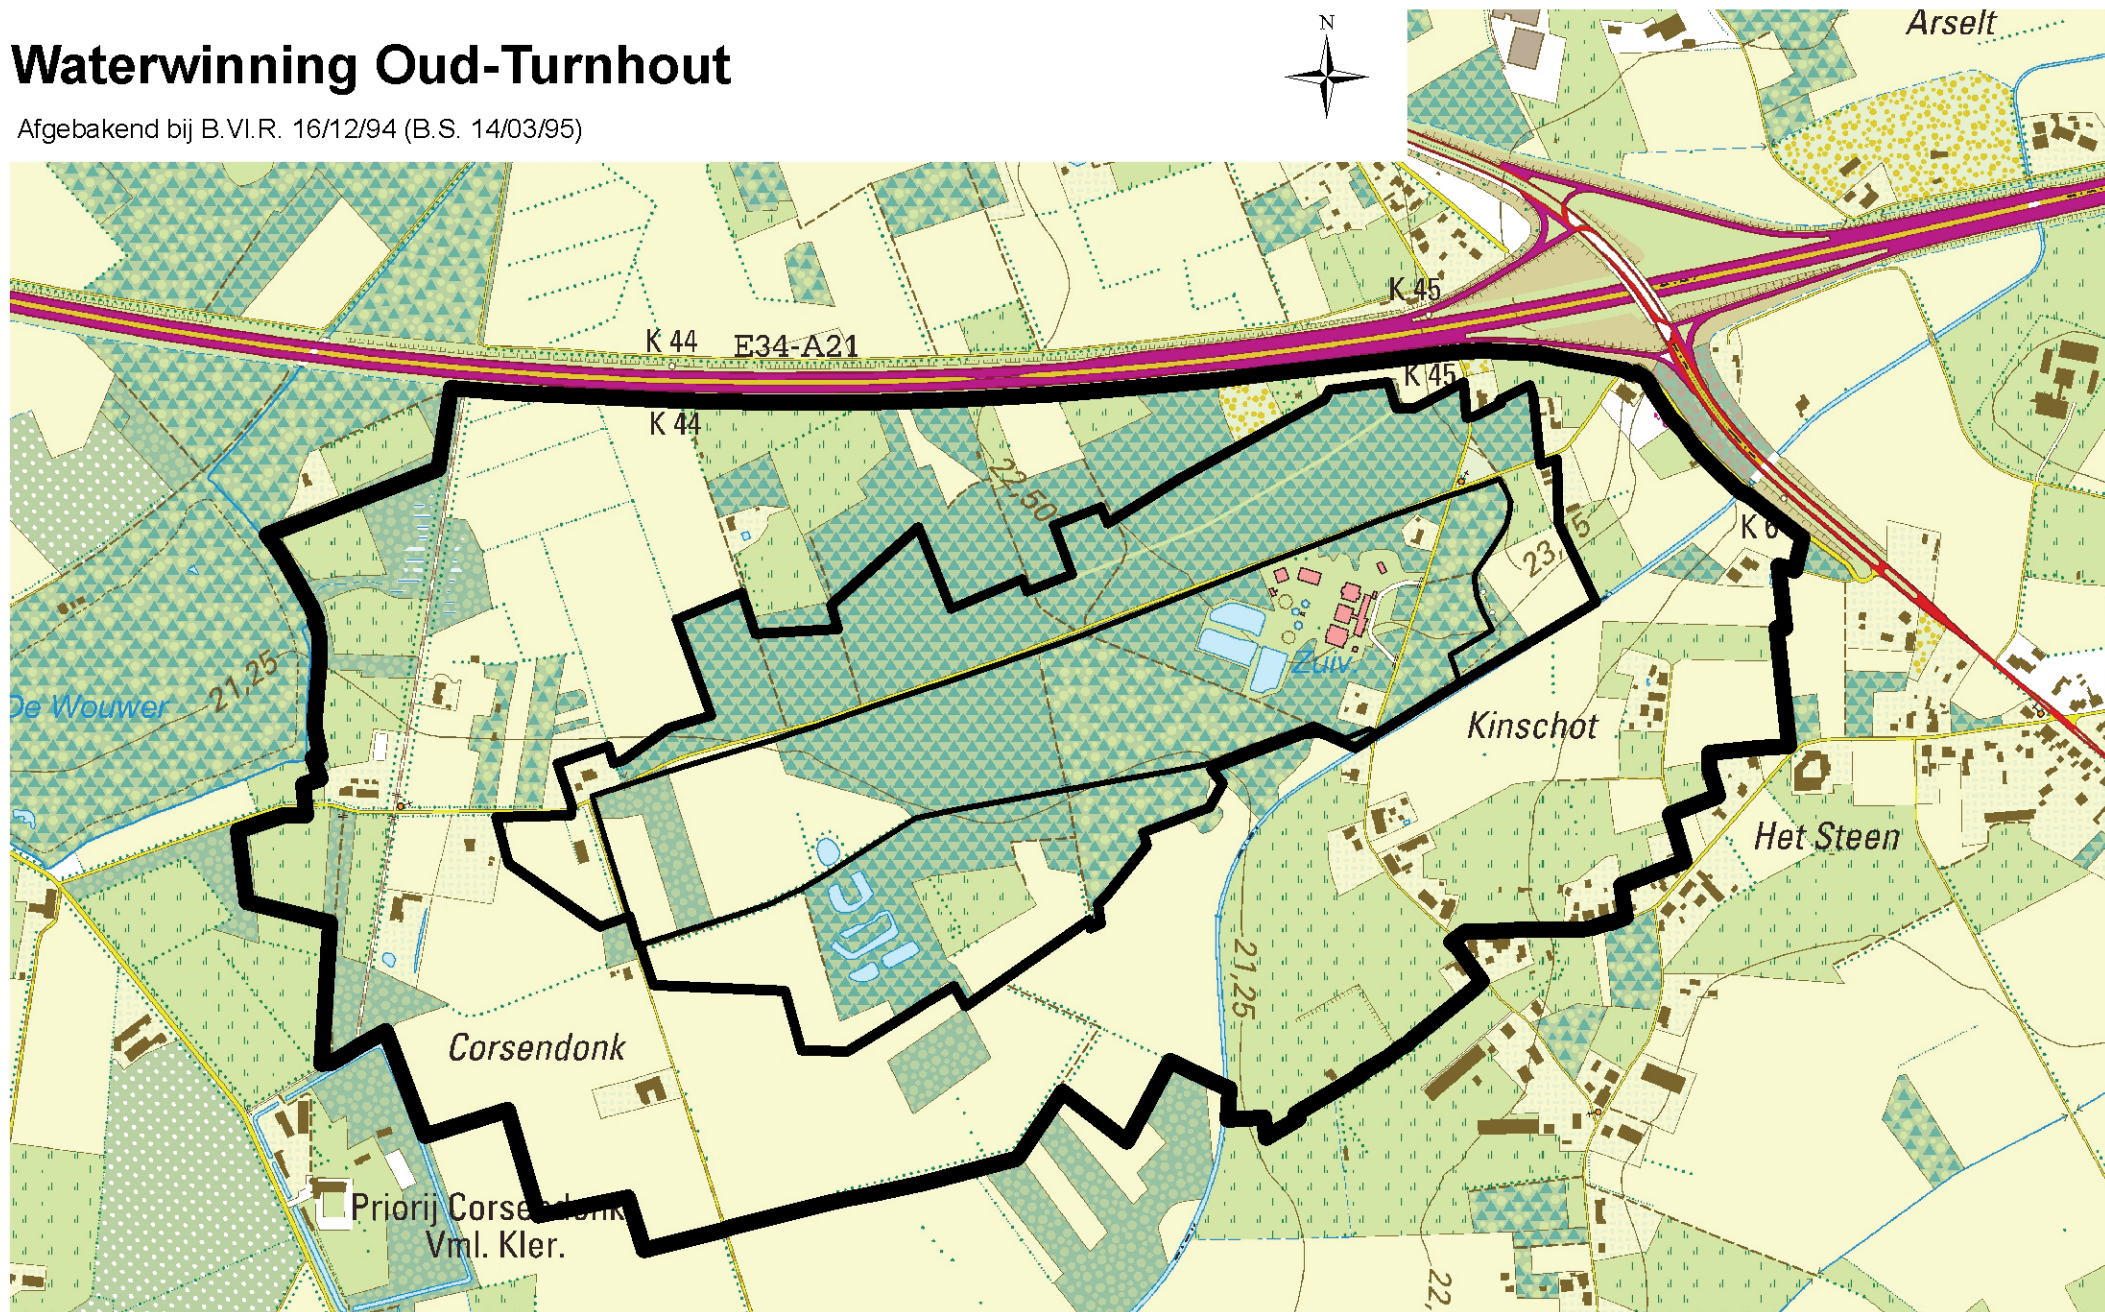 Waterwinning Oud-Turnhout
Afgebakend bij B.Vl.R. 16/12/94 (B.S. 14/03/95)
N
Arselt
K 45
K 44
E34-A21
K 45
K 44
22,50
K 6
23,
5
Zuiv.
21,25
De Wouwer
Kinschot
Het Steen
21,25
Corsendonk
Priorij Corsendonk
Vml. Kler.
22,